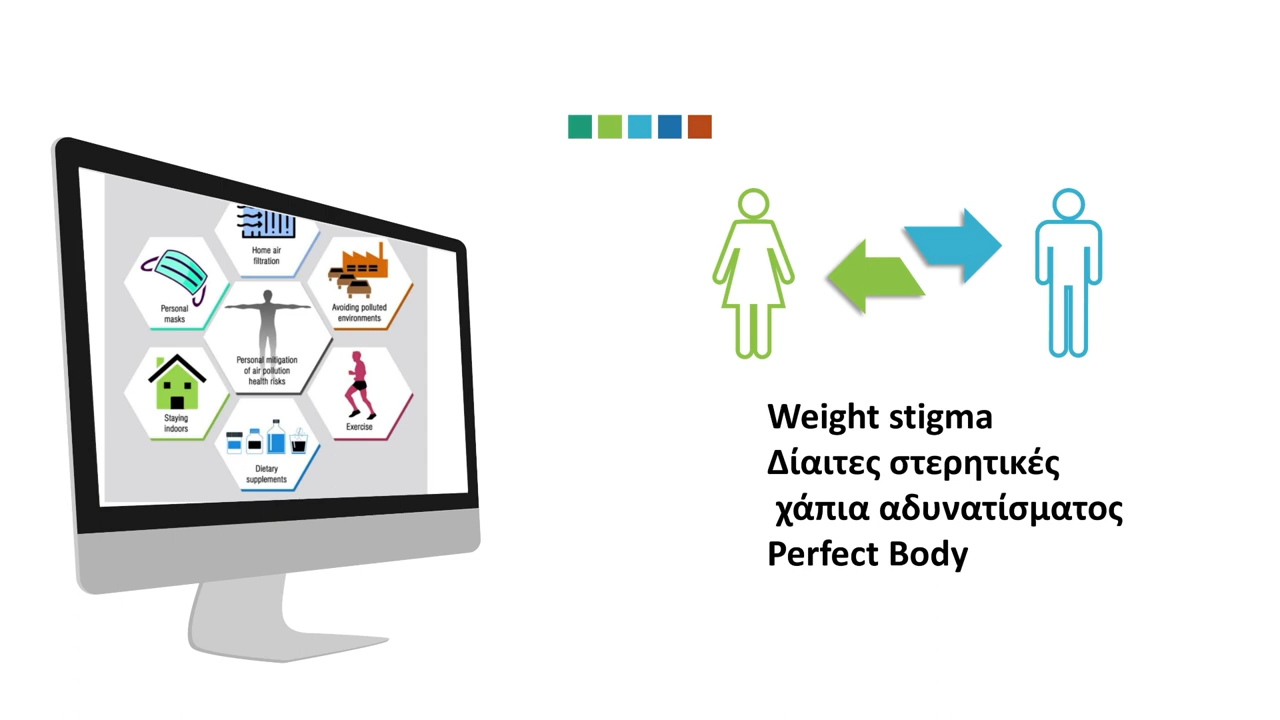 Home air
filtration
Personal
masks
Avoiding polluted
environments
Personal mitigation
of air pollution
health risks
Staying
indoors
Exercise
Dietary
supplements
Weight stigma
Δίαιτες στερητικές
χάπια αδυνατίσματος
Perfect Body